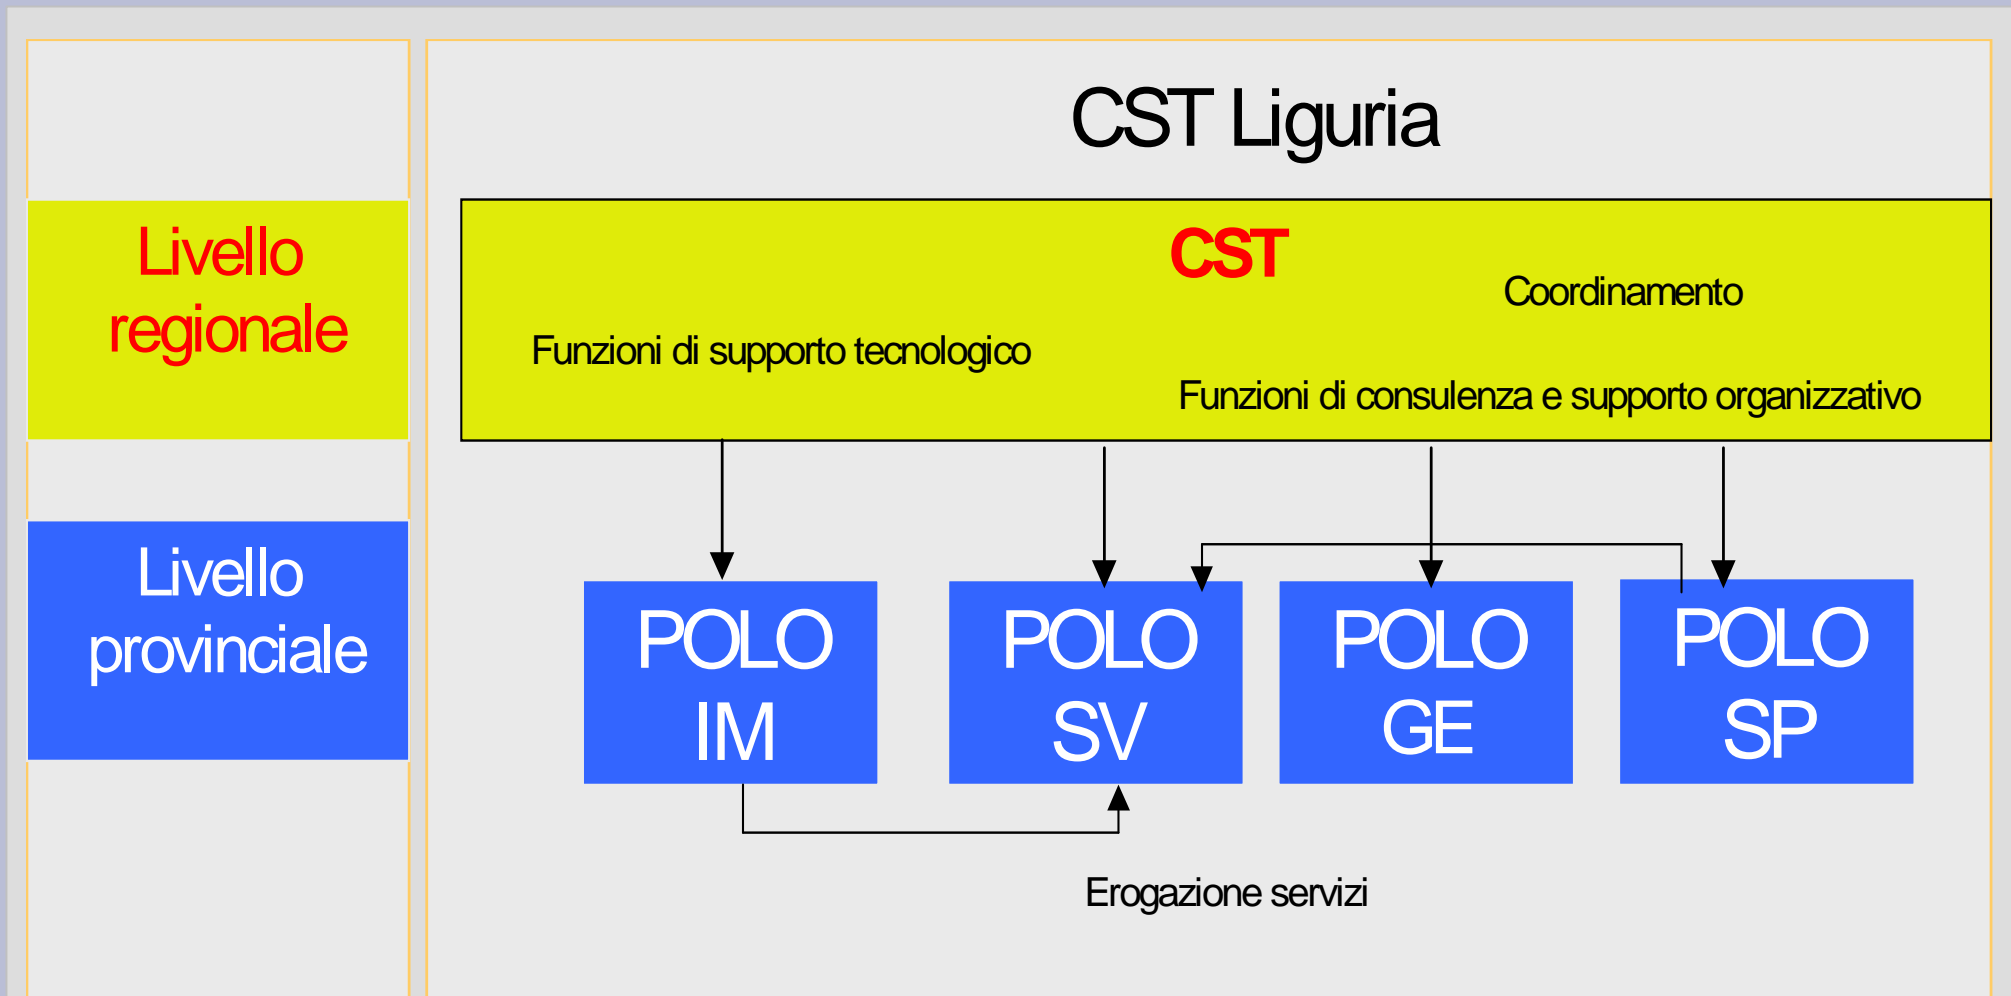 CST Liguria
Livello
regionale
CST
Coordinamento
Funzioni di supporto tecnologico
Funzioni di consulenza e supporto organizzativo
Livello
provinciale
POLO
IM
POLO
SV
POLO
GE
POLO
SP
Erogazione servizi